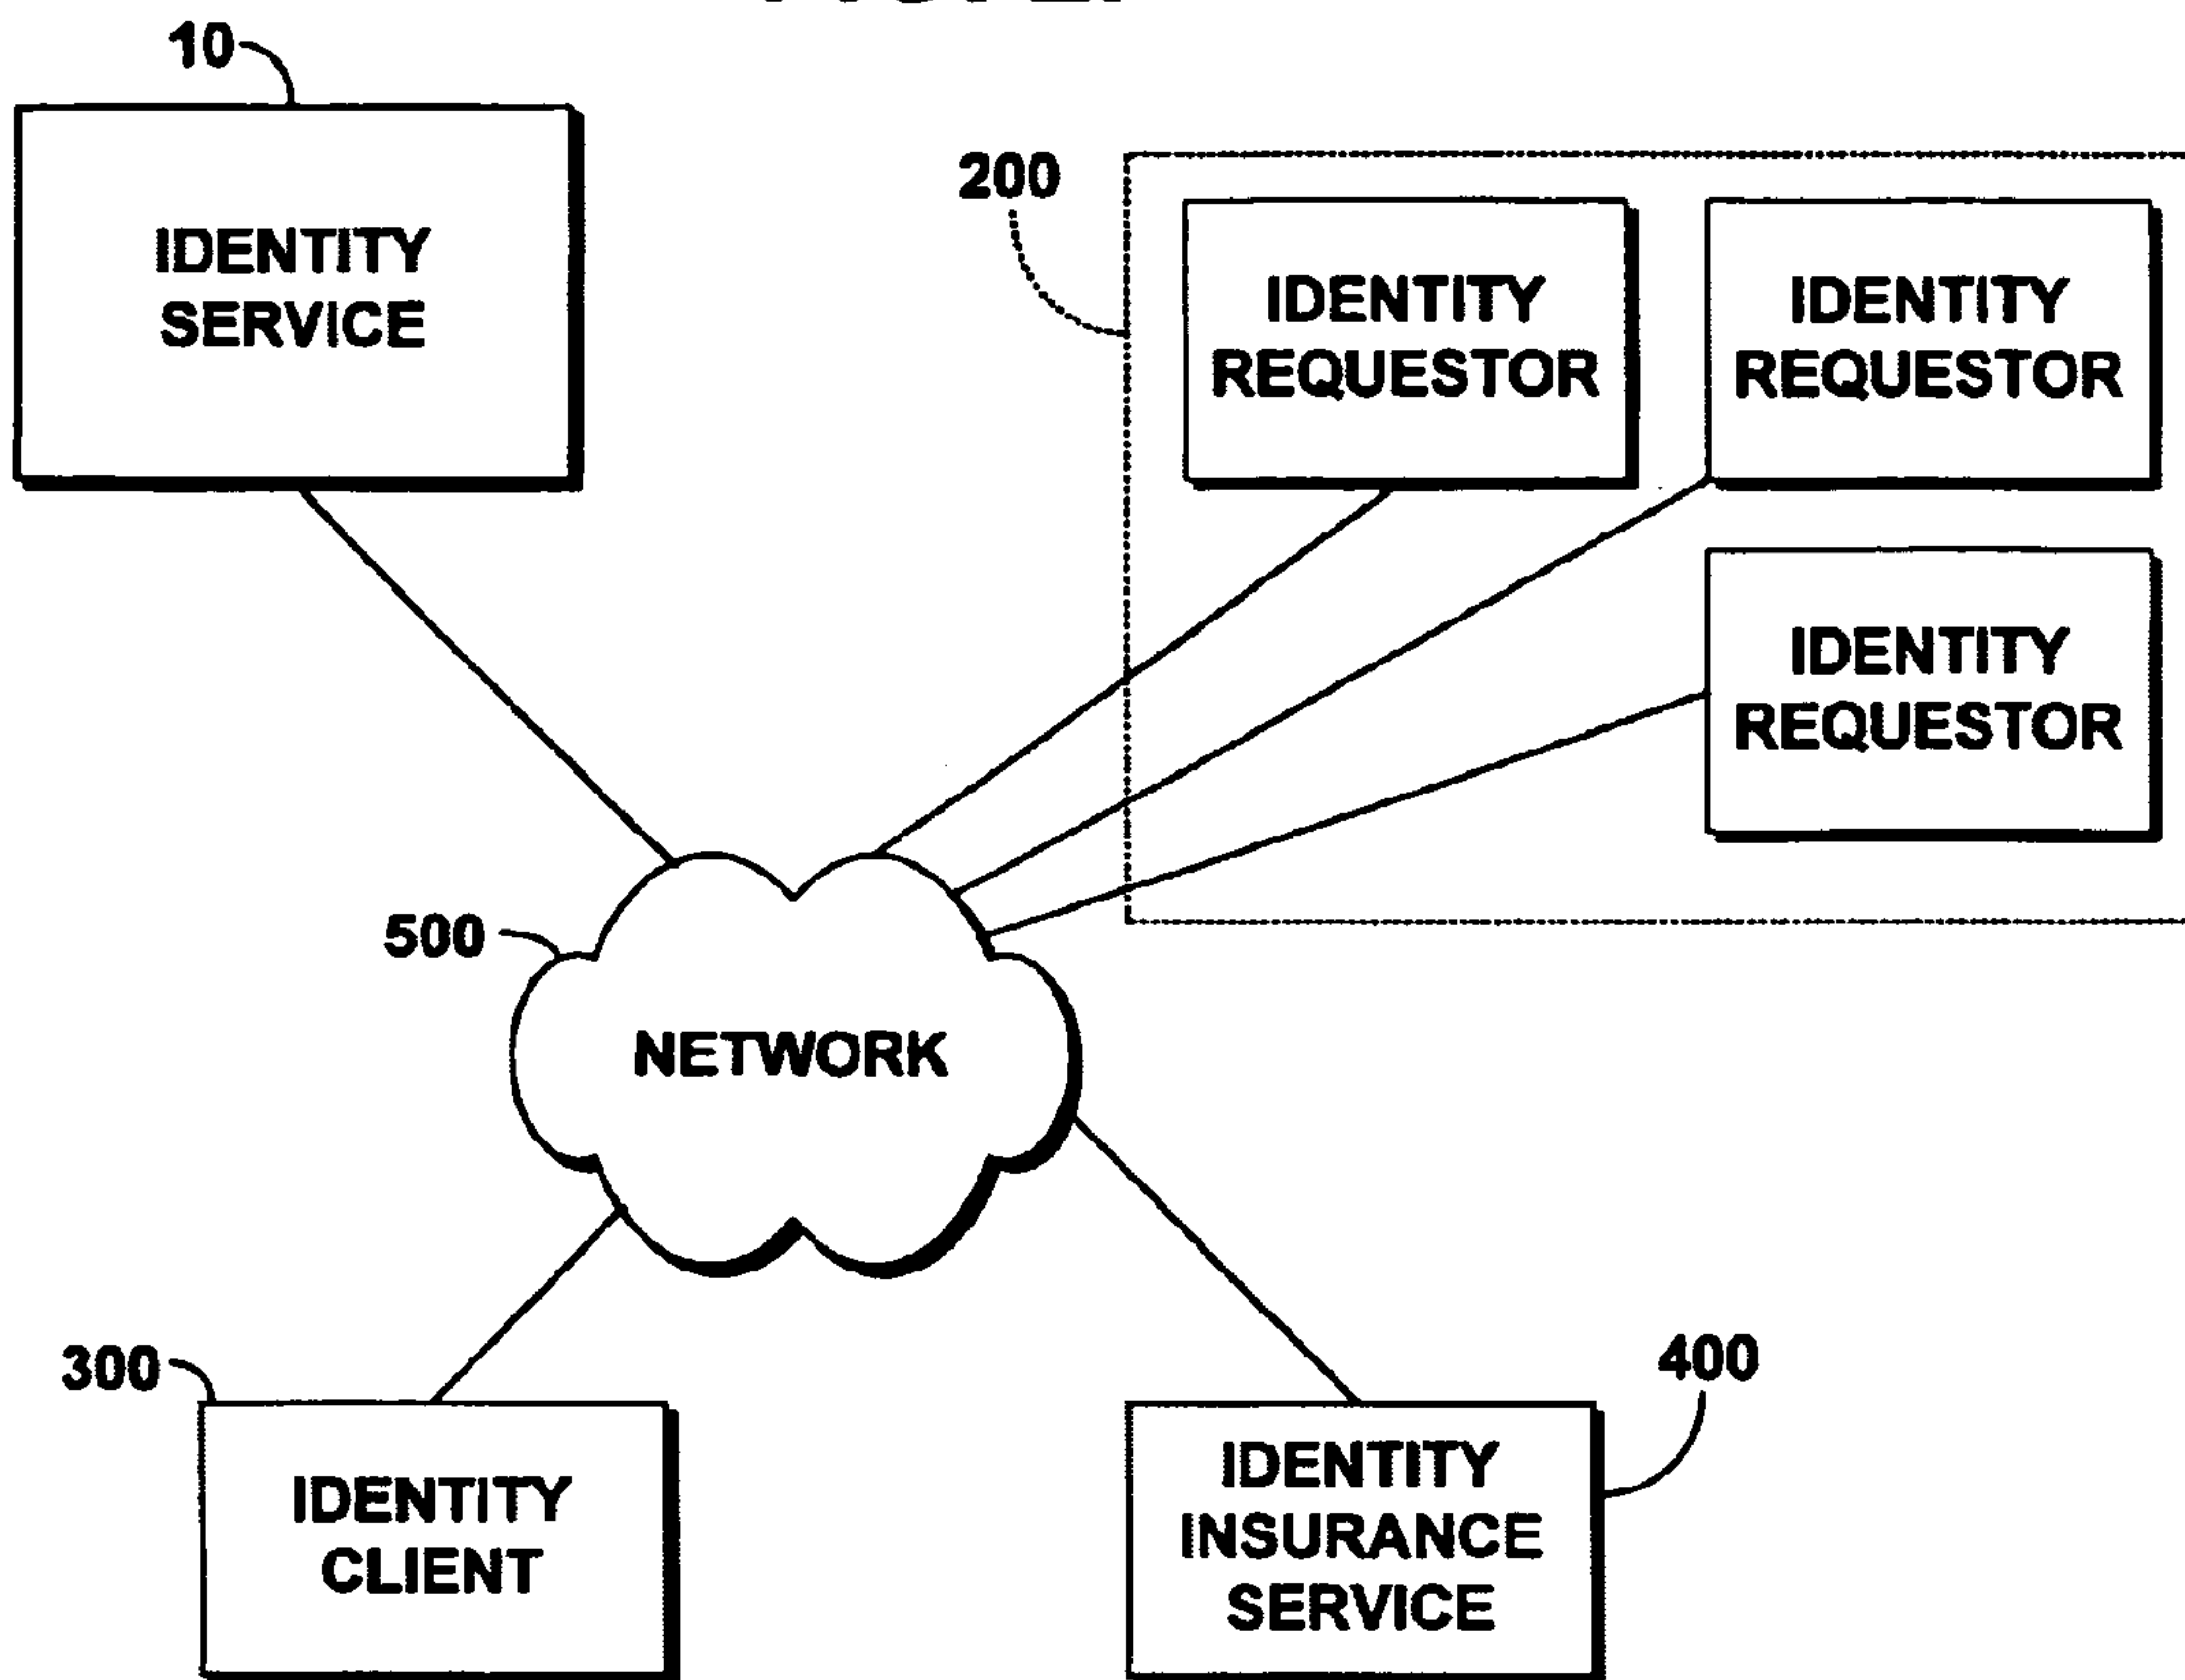 10
IDENTITY
SERVICE
200
IDENTITY
REQUESTOR
IDENTITY
REQUESTOR
IDENTITY
REQUESTOR
500
NETWORK
300
IDENTITY
CLIENT
400
IDENTITY
INSURANCE
SERVICE